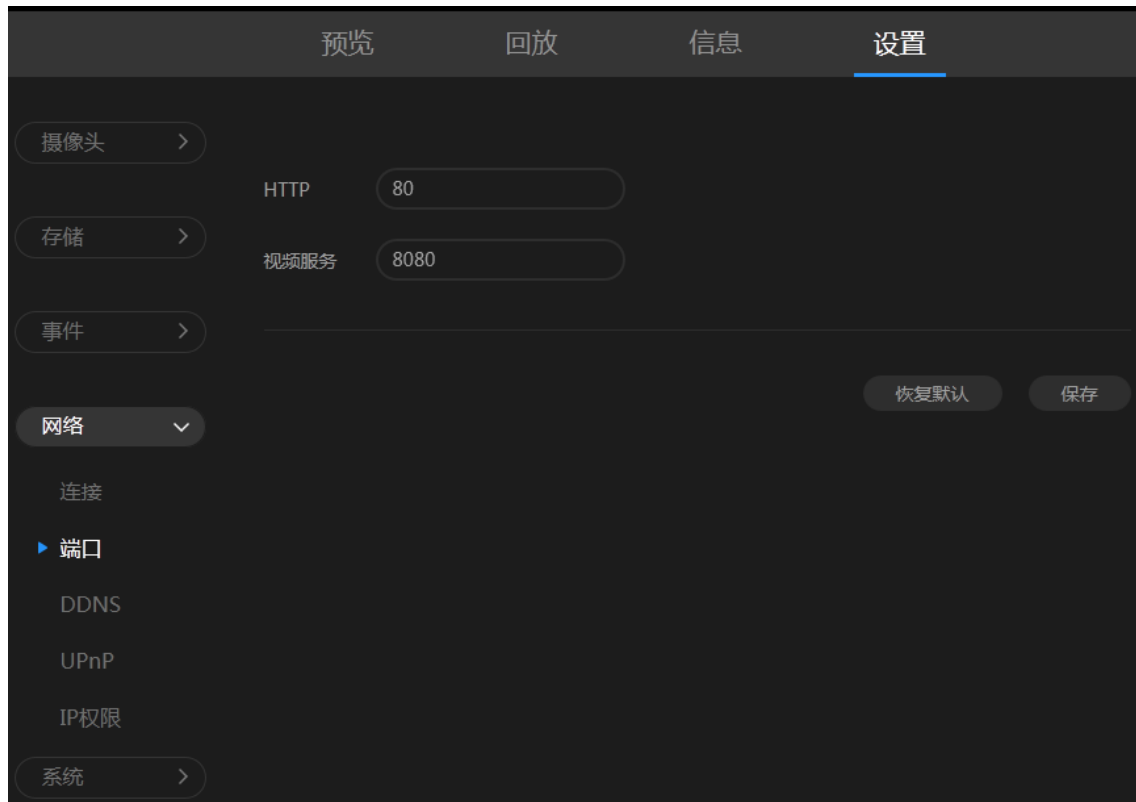 预览 回放 信息 设置
摄像头
存储
事件
网络
连接
端口
DDNS
UPnP
IP权限
系统
HTTP 80
视频服务 8080
恢复默认 保存